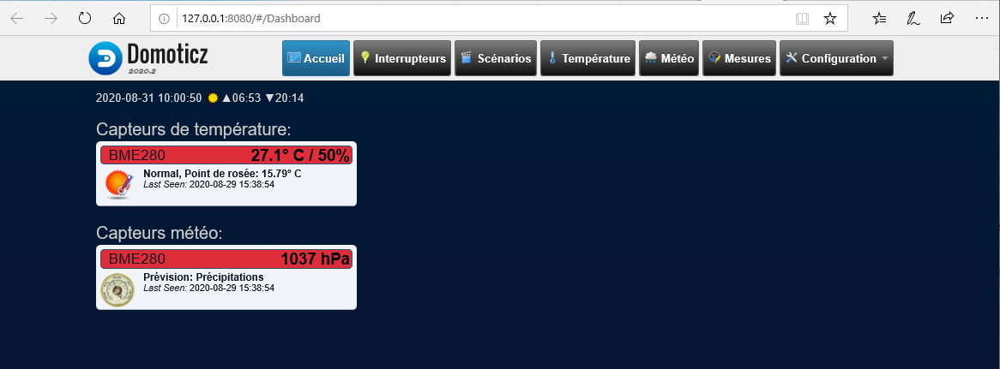 127.0.0.1:8080/#/Dashboard
Domoticz
2020.2
Accueil Interrupteurs Scénarios Température Météo Mesures Configuration
2020-08-31 10:00:50 ▲06:53 ▼20:14
Capteurs de température:
BME280 27.1° C / 50%
Normal, Point de rosée: 15.79° C
Last Seen: 2020-08-29 15:38:54
Capteurs météo:
BME280 1037 hPa
Prévision: Précipitations
Last Seen: 2020-08-29 15:38:54